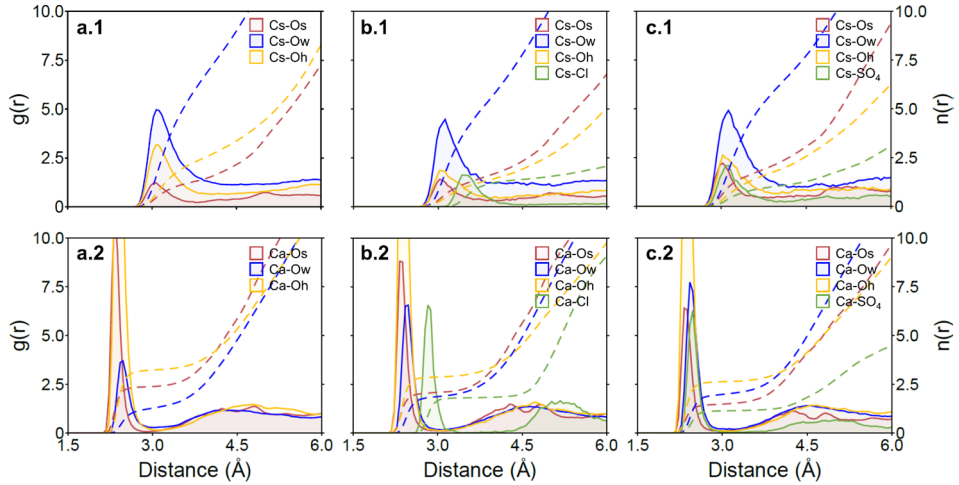 a.1
b.1
c.1
Cs-Os
Cs-Ow
Cs-Oh
Cs-Os
Cs-Ow
Cs-Oh
Cs-Cl
Cs-Os
Cs-Ow
Cs-Oh
Cs-SO₄
10.0
7.5
5.0
2.5
0
g(r)
10.0
7.5
5.0
2.5
0
n(r)
a.2
b.2
c.2
Ca-Os
Ca-Ow
Ca-Oh
Ca-Os
Ca-Ow
Ca-Oh
Ca-Cl
Ca-Os
Ca-Ow
Ca-Oh
Ca-SO₄
10.0
7.5
5.0
2.5
0
g(r)
10.0
7.5
5.0
2.5
0
n(r)
1.5 3.0 4.5 6.0
1.5 3.0 4.5 6.0
1.5 3.0 4.5 6.0
Distance (Å)
Distance (Å)
Distance (Å)